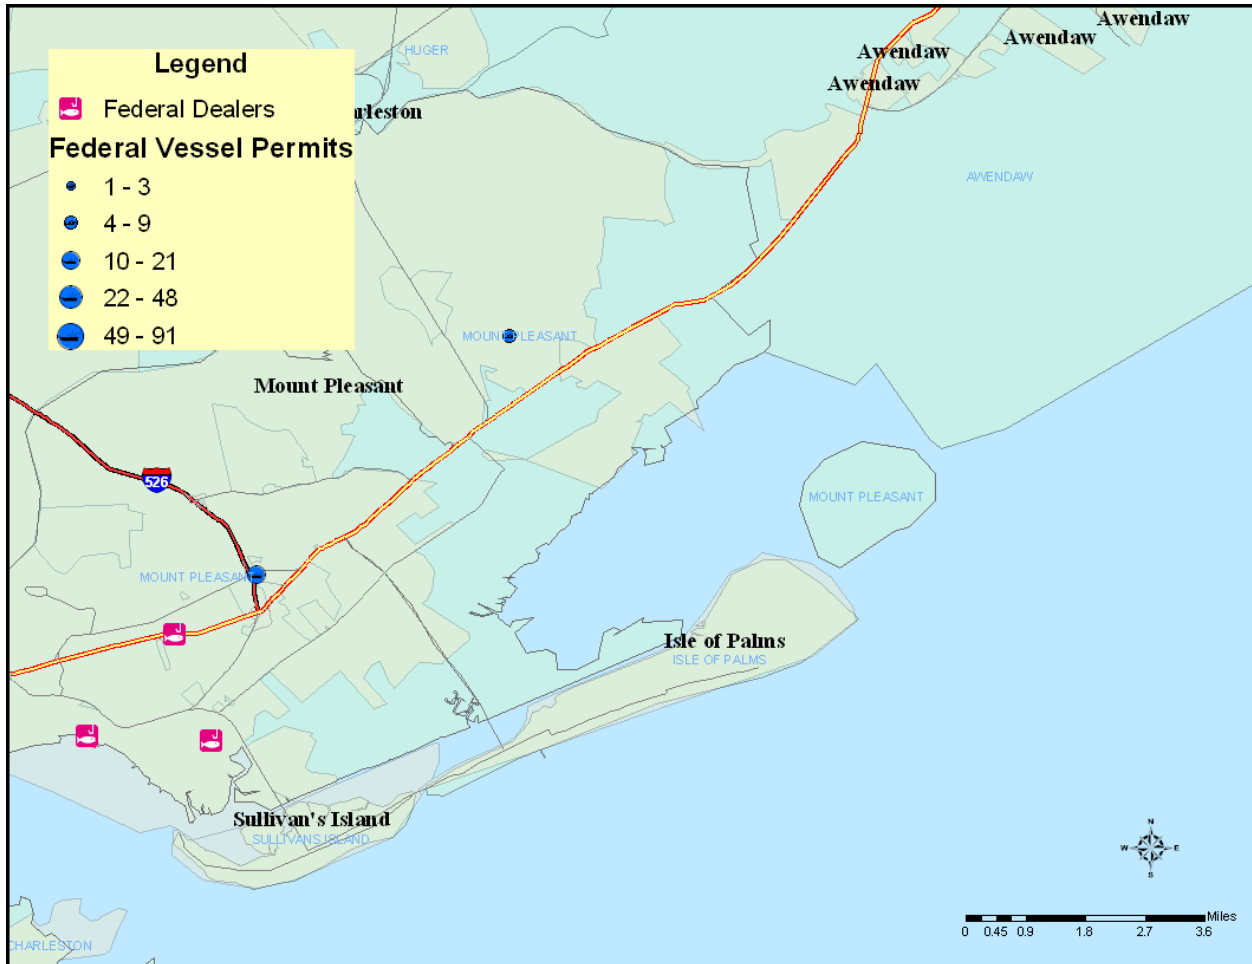 Legend
Federal Dealers
Federal Vessel Permits
1 - 3
4 - 9
10 - 21
22 - 48
49 - 91
HUGER
arleston
Awendaw
Awendaw
Awendaw
Awendaw
AWENDAW
MOUNT PLEASANT
Mount Pleasant
526
MOUNT PLEASANT
MOUNT PLEASANT
Isle of Palms
ISLE OF PALMS
Sullivan's Island
SULLIVANS ISLAND
CHARLESTON
N
W E
S
Miles
0 0.45 0.9 1.8 2.7 3.6